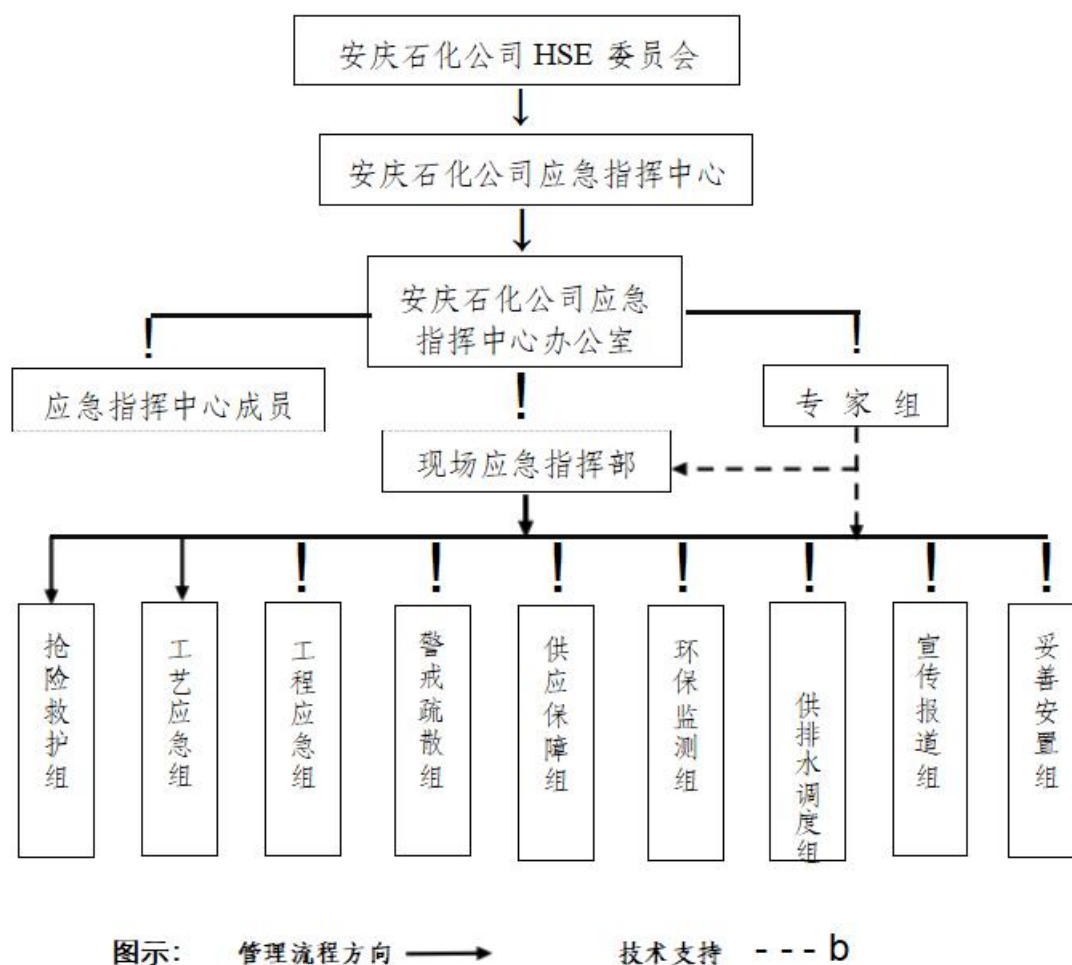 安庆石化公司 HSE 委员会
安庆石化公司应急指挥中心
安庆石化公司应急
指挥中心办公室
应急指挥中心成员
专 家 组
现场应急指挥部
抢险救护组
工艺应急组
工程应急组
警戒疏散组
供应保障组
环保监测组
供排水调度组
宣传报道组
妥善安置组
图示： 管理流程方向 技术支持 - - - b